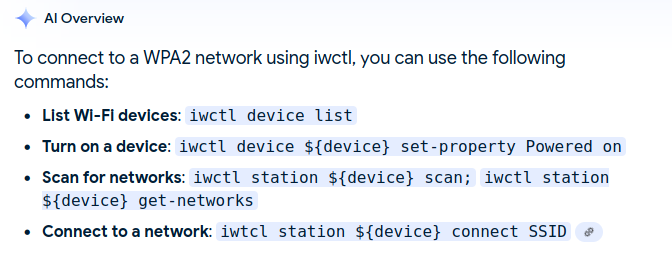 AI Overview
To connect to a WPA2 network using iwctl, you can use the following
commands:
• List Wi-Fi devices: iwctl device list
• Turn on a device: iwctl device ${device} set-property Powered on
• Scan for networks: iwctl station ${device} scan; iwctl station
${device} get-networks
• Connect to a network: iwtcl station ${device} connect SSID